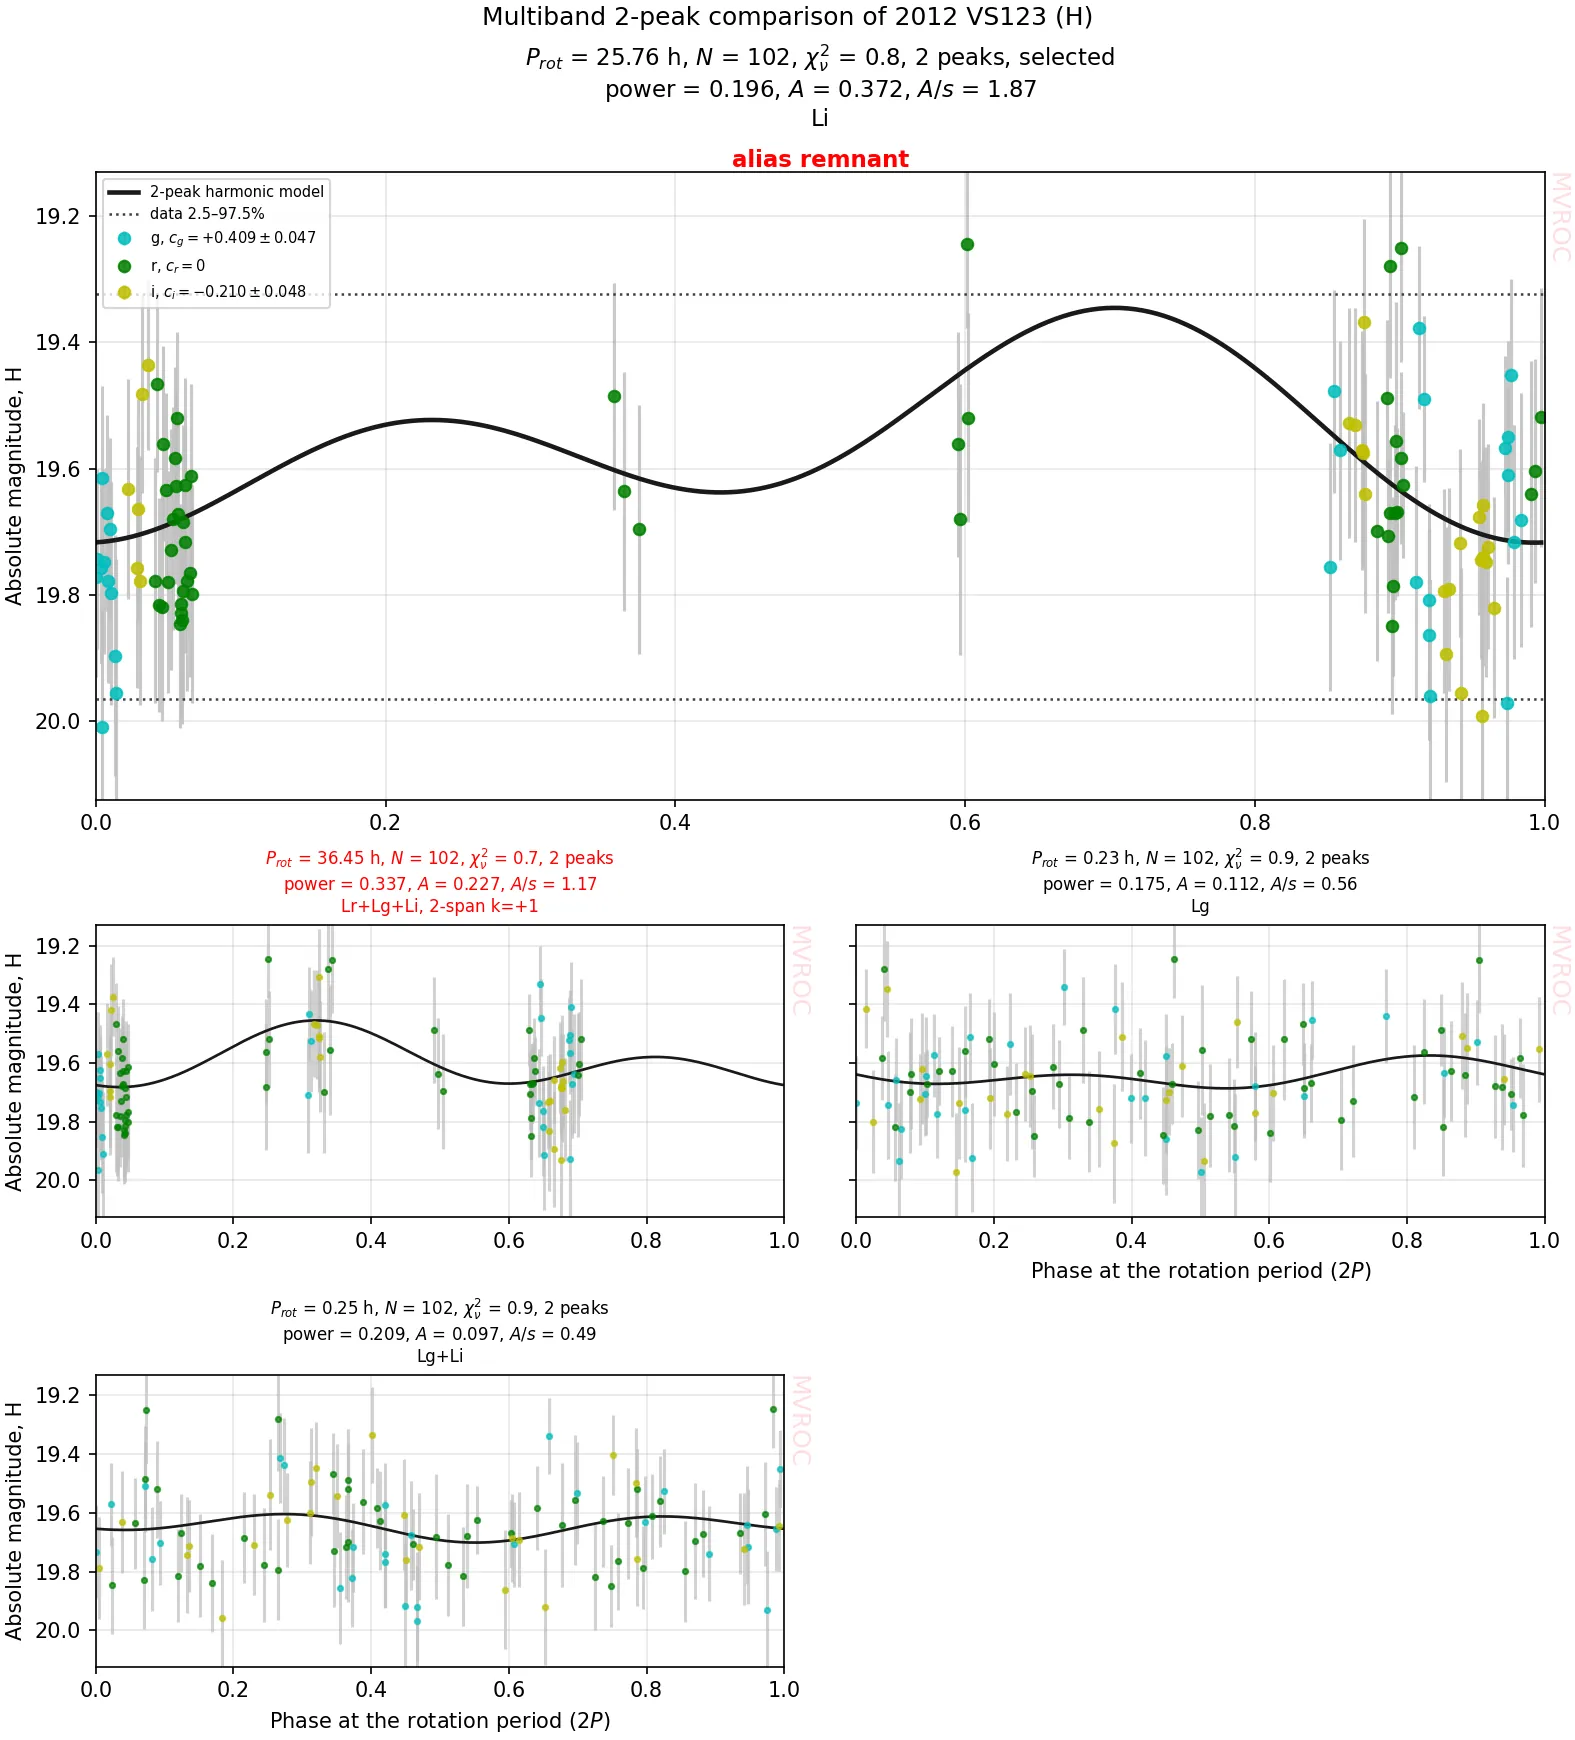 Multiband 2-peak comparison of 2012 VS123 (H)
P_rot = 25.76 h, N = 102, χ²_ν = 0.8, 2 peaks, selected
power = 0.196, A = 0.372, A/s = 1.87
Li
alias remnant
2-peak harmonic model
data 2.5–97.5%
g, c_g = +0.409 ± 0.047
r, c_r = 0
i, c_i = −0.210 ± 0.048
MVROC
Absolute magnitude, H
19.2
19.4
19.6
19.8
20.0
0.0 0.2 0.4 0.6 0.8 1.0
P_rot = 36.45 h, N = 102, χ²_ν = 0.7, 2 peaks
power = 0.337, A = 0.227, A/s = 1.17
Lr+Lg+Li, 2-span k=+1
MVROC
Absolute magnitude, H
19.2
19.4
19.6
19.8
20.0
0.0 0.2 0.4 0.6 0.8 1.0
P_rot = 0.23 h, N = 102, χ²_ν = 0.9, 2 peaks
power = 0.175, A = 0.112, A/s = 0.56
Lg
MVROC
0.0 0.2 0.4 0.6 0.8 1.0
Phase at the rotation period (2P)
P_rot = 0.25 h, N = 102, χ²_ν = 0.9, 2 peaks
power = 0.209, A = 0.097, A/s = 0.49
Lg+Li
MVROC
Absolute magnitude, H
19.2
19.4
19.6
19.8
20.0
0.0 0.2 0.4 0.6 0.8 1.0
Phase at the rotation period (2P)